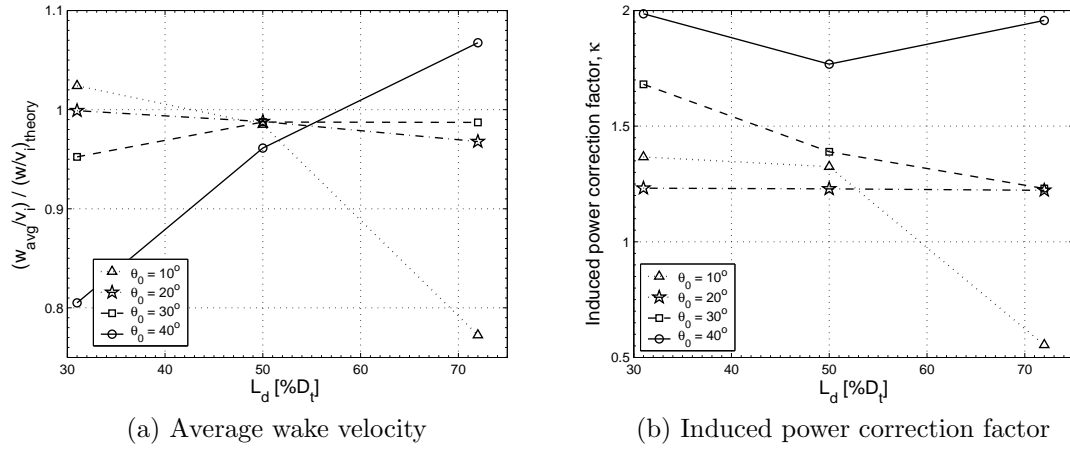 (w_avg/v_i) / (w/v_i)_theory
1.1
1
0.9
0.8
30 40 50 60 70
L_d [%D_t]
θ_0 = 10°
θ_0 = 20°
θ_0 = 30°
θ_0 = 40°
(a) Average wake velocity
Induced power correction factor, κ
2
1.5
1
0.5
30 40 50 60 70
L_d [%D_t]
θ_0 = 10°
θ_0 = 20°
θ_0 = 30°
θ_0 = 40°
(b) Induced power correction factor